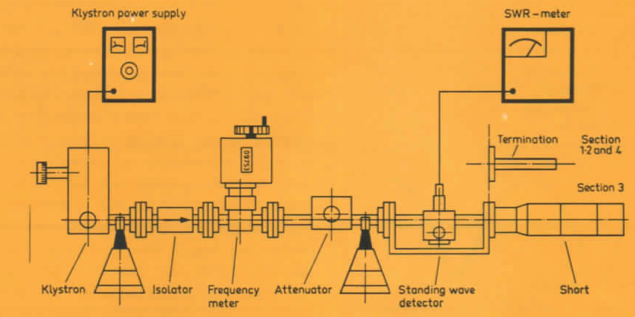 Klystron power supply
SWR-meter
09753
Termination
Section
1·2 and 4
Section 3
Klystron
Isolator
Frequency
meter
Attenuator
Standing wave
detector
Short